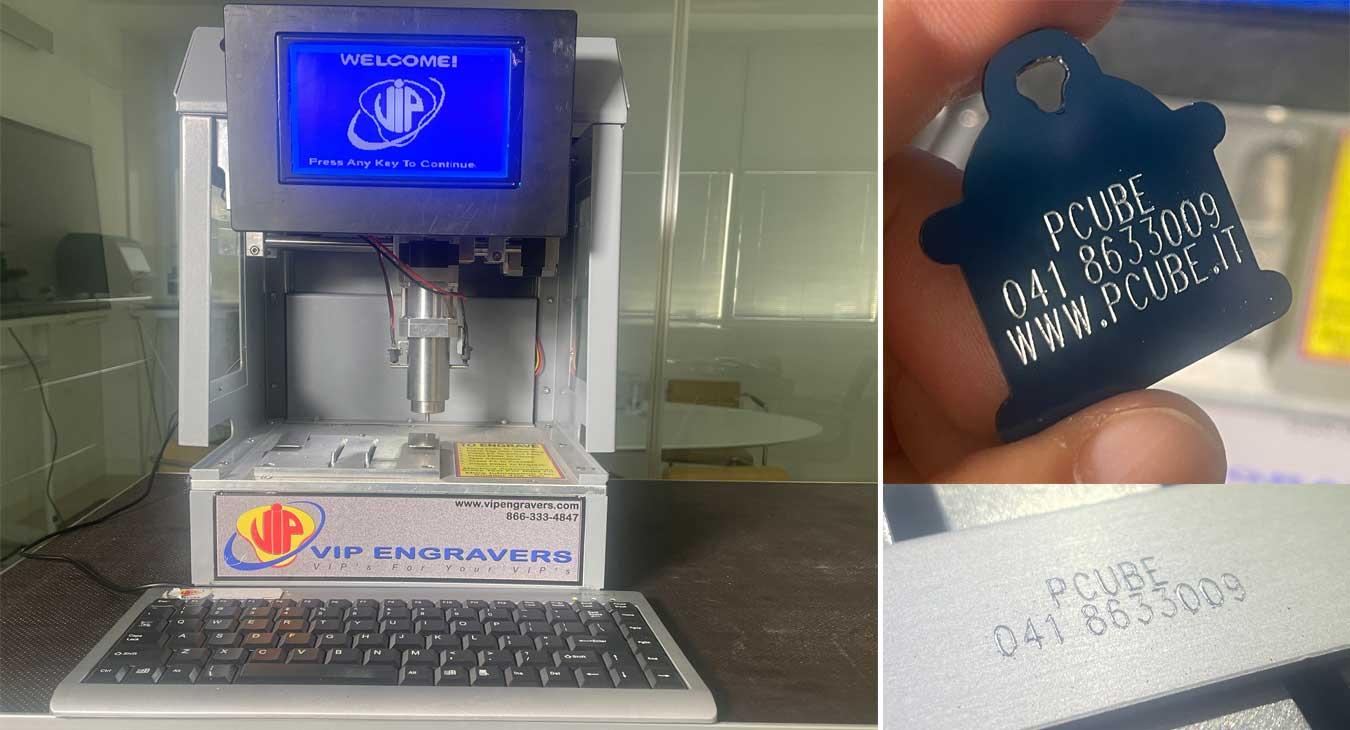 WELCOME!
VIP
Press Any Key To Continue.
TO ENGRAVE
www.vipengravers.com
866-333-4847
VIP
VIP ENGRAVERS
VIP's For Your VIP's
PCUBE
041 8633009
WWW.PCUBE.IT
PCUBE
041 8633009